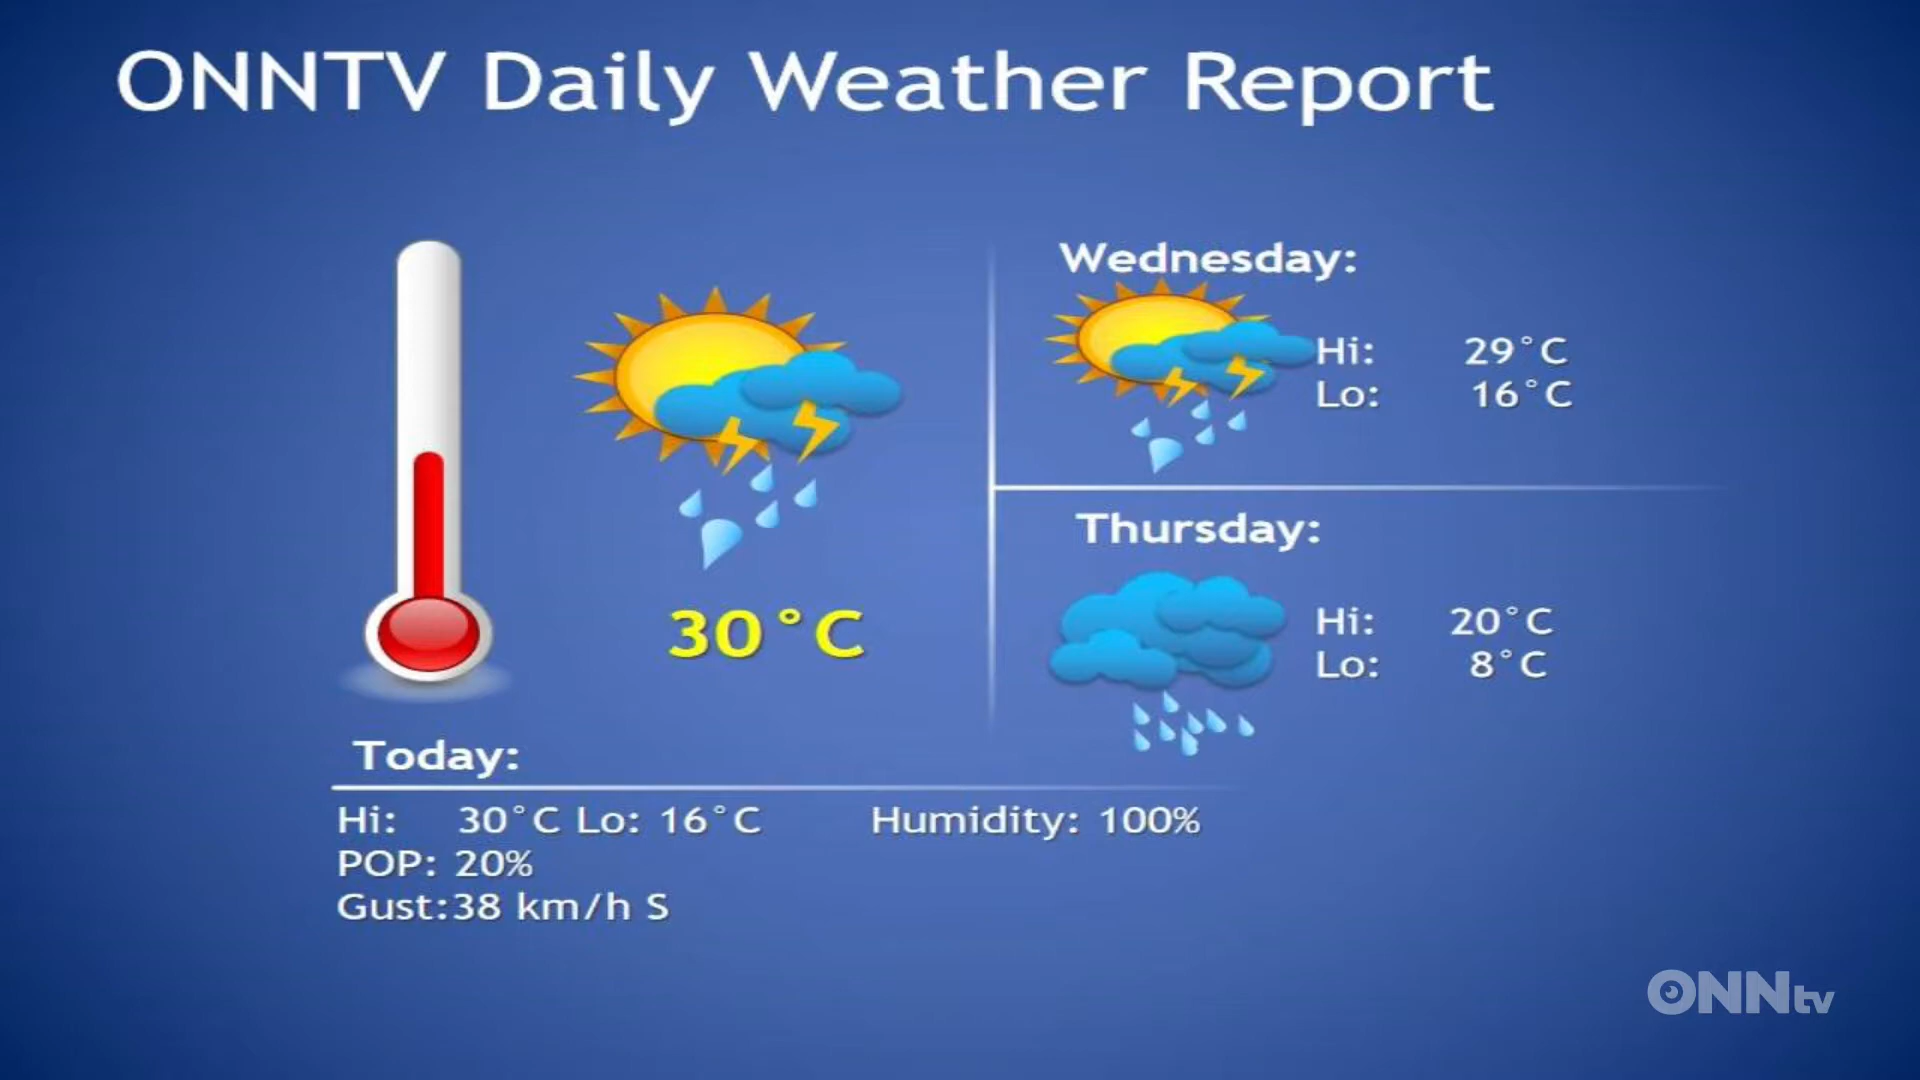 ONNTV Daily Weather Report
30°C
Today:
Hi: 30°C Lo: 16°C Humidity: 100%
POP: 20%
Gust:38 km/h S
Wednesday:
Hi: 29°C
Lo: 16°C
Thursday:
Hi: 20°C
Lo: 8°C
ONNtv